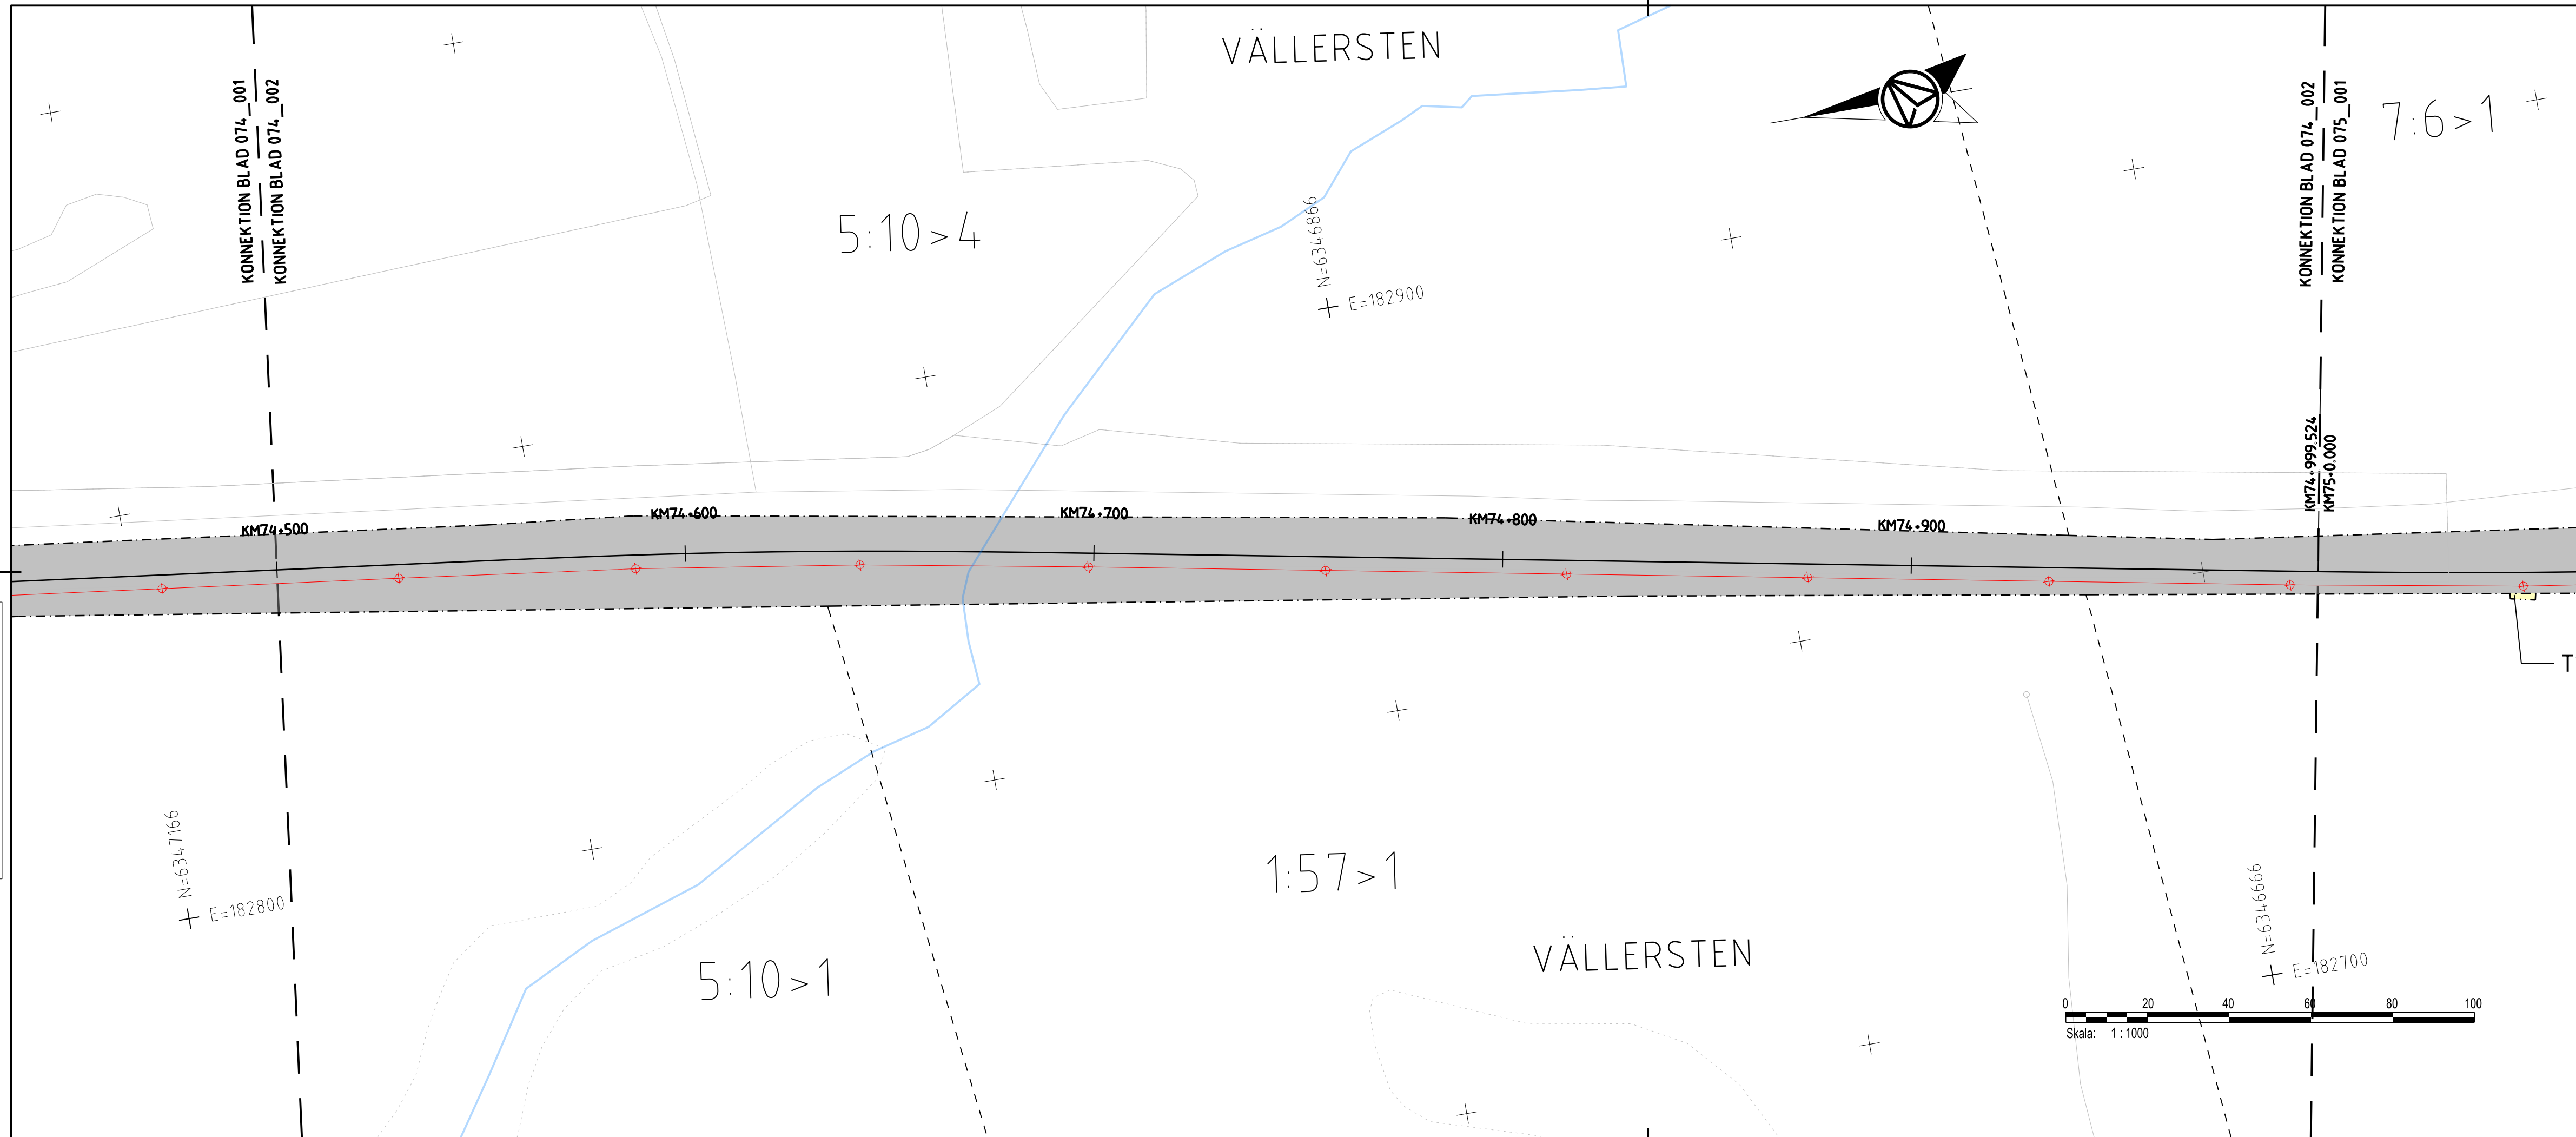 VÄLLERSTEN
KONNEKTION BLAD 074_001
KONNEKTION BLAD 074_002
KONNEKTION BLAD 074_002
KONNEKTION BLAD 075_001
7:6>1
5:10>4
N=6346866
E=182900
KM74+999.524
KM75+0.000
KM74+500
KM74+600
KM74+700
KM74+800
KM74+900
T
N=6347166
E=182800
1:57>1
5:10>1
VÄLLERSTEN
N=6346666
E=182700
0 20 40 60 80 100
Skala: 1 : 1000